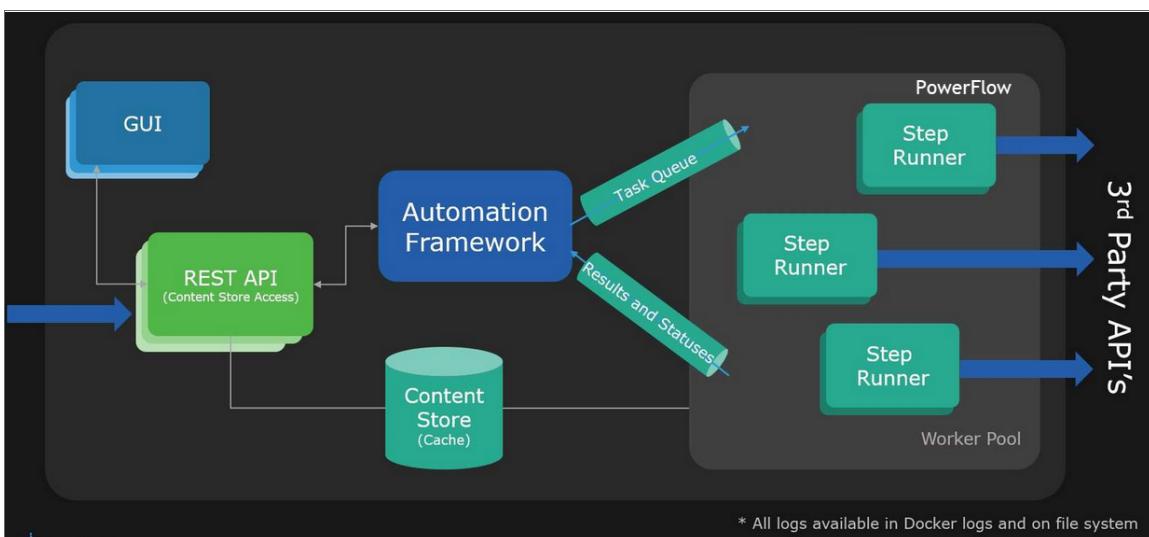 PowerFlow
GUI
Step
Runner
Task Queue
Automation
Framework
3rd Party API's
REST API
(Content Store Access)
Step
Runner
Results and Statuses
Step
Runner
Content
Store
(Cache)
Worker Pool
* All logs available in Docker logs and on file system